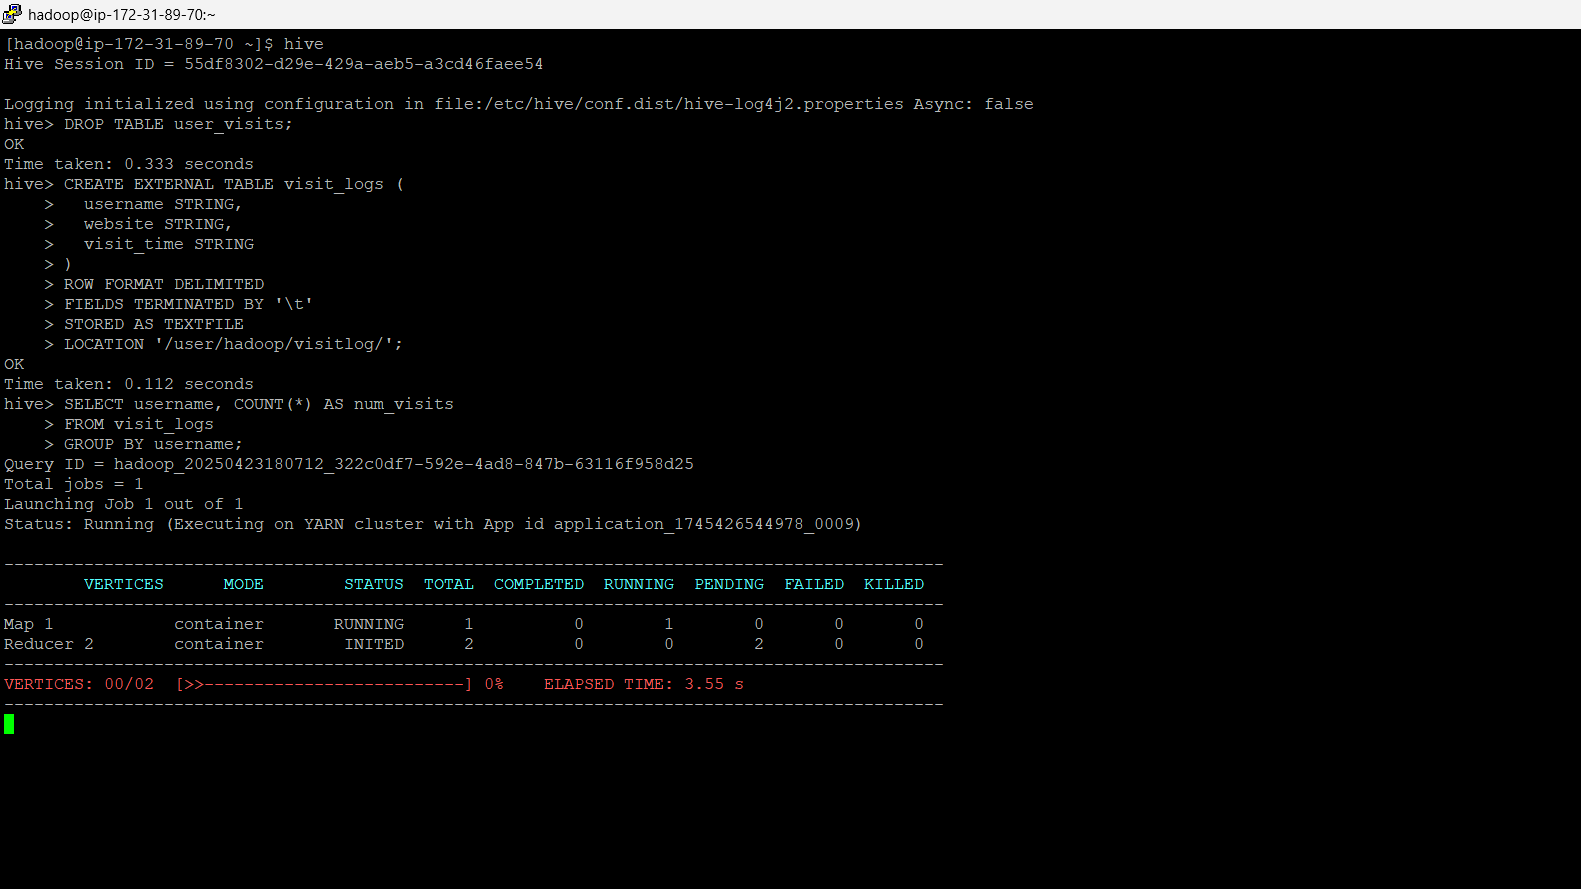 hadoop@ip-172-31-89-70:~
[hadoop@ip-172-31-89-70 ~]$ hive
Hive Session ID = 55df8302-d29e-429a-aeb5-a3cd46faee54
Logging initialized using configuration in file:/etc/hive/conf.dist/hive-log4j2.properties Async: false
hive> DROP TABLE user_visits;
OK
Time taken: 0.333 seconds
hive> CREATE EXTERNAL TABLE visit_logs (
    >   username STRING,
    >   website STRING,
    >   visit_time STRING
    > )
    > ROW FORMAT DELIMITED
    > FIELDS TERMINATED BY '\t'
    > STORED AS TEXTFILE
    > LOCATION '/user/hadoop/visitlog/';
OK
Time taken: 0.112 seconds
hive> SELECT username, COUNT(*) AS num_visits
    > FROM visit_logs
    > GROUP BY username;
Query ID = hadoop_20250423180712_322c0df7-592e-4ad8-847b-63116f958d25
Total jobs = 1
Launching Job 1 out of 1
Status: Running (Executing on YARN cluster with App id application_1745426544978_0009)
----------------------------------------------------------------------------------------------
        VERTICES      MODE        STATUS  TOTAL  COMPLETED  RUNNING  PENDING  FAILED  KILLED
----------------------------------------------------------------------------------------------
Map 1            container       RUNNING      1          0        1        0       0       0
Reducer 2        container        INITED      2          0        0        2       0       0
----------------------------------------------------------------------------------------------
VERTICES: 00/02  [>>--------------------------] 0%    ELAPSED TIME: 3.55 s
----------------------------------------------------------------------------------------------